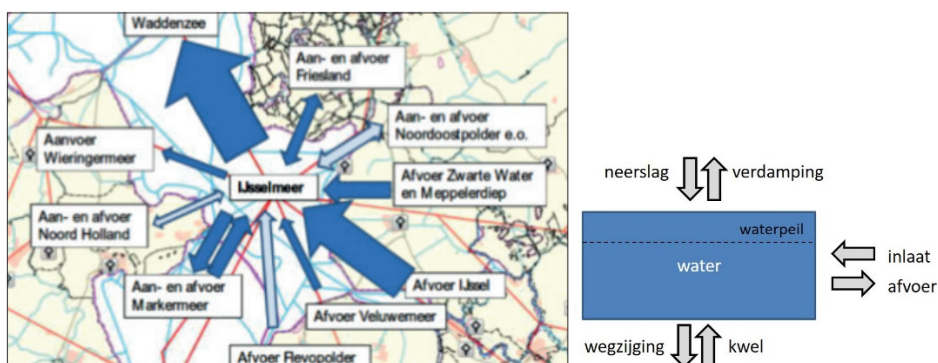 Waddenzee
Aan- en afvoer
Friesland
Aan- en afvoer
Noordoostpolder e.o.
Aanvoer
Wieringermeer
IJsselmeer
Afvoer Zwarte Water
en Meppelerdiep
Aan- en afvoer
Noord Holland
Aan- en afvoer
Markermeer
Afvoer IJssel
Afvoer Veluwemeer
Afvoer Flevopolder
neerslag
verdamping
waterpeil
water
inlaat
afvoer
wegzijging
kwel